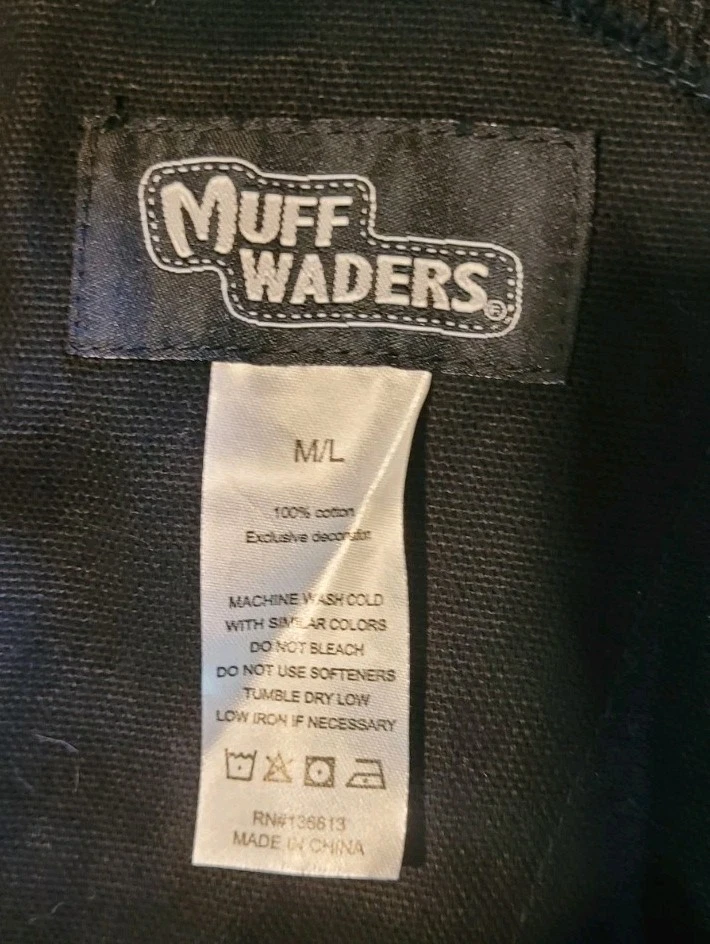 MUFF
WADERS®
M/L
100% cotton
Exclusive decoration
MACHINE WASH COLD
WITH SIMILAR COLORS
DO NOT BLEACH
DO NOT USE SOFTENERS
TUMBLE DRY LOW
LOW IRON IF NECESSARY
RN#136613
MADE IN CHINA